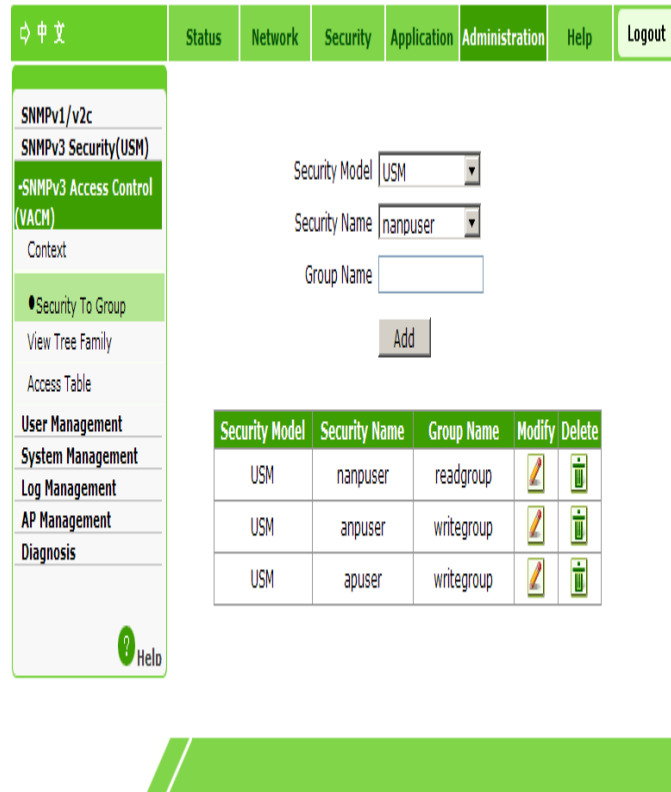 中文
Status Network Security Application Administration Help Logout
SNMPv1/v2c
SNMPv3 Security(USM)
-SNMPv3 Access Control
(VACM)
Context
Security To Group
View Tree Family
Access Table
User Management
System Management
Log Management
AP Management
Diagnosis
? Help
Security Model USM
Security Name nanpuser
Group Name
Add
Security Model Security Name Group Name Modify Delete
USM nanpuser readgroup
USM anpuser writegroup
USM apuser writegroup